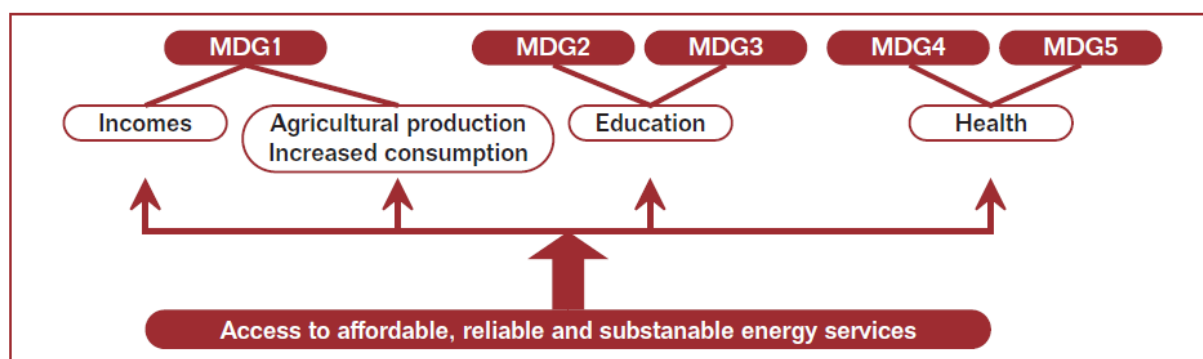 MDG1
MDG2
MDG3
MDG4
MDG5
Incomes
Agricultural production
Increased consumption
Education
Health
Access to affordable, reliable and substanable energy services